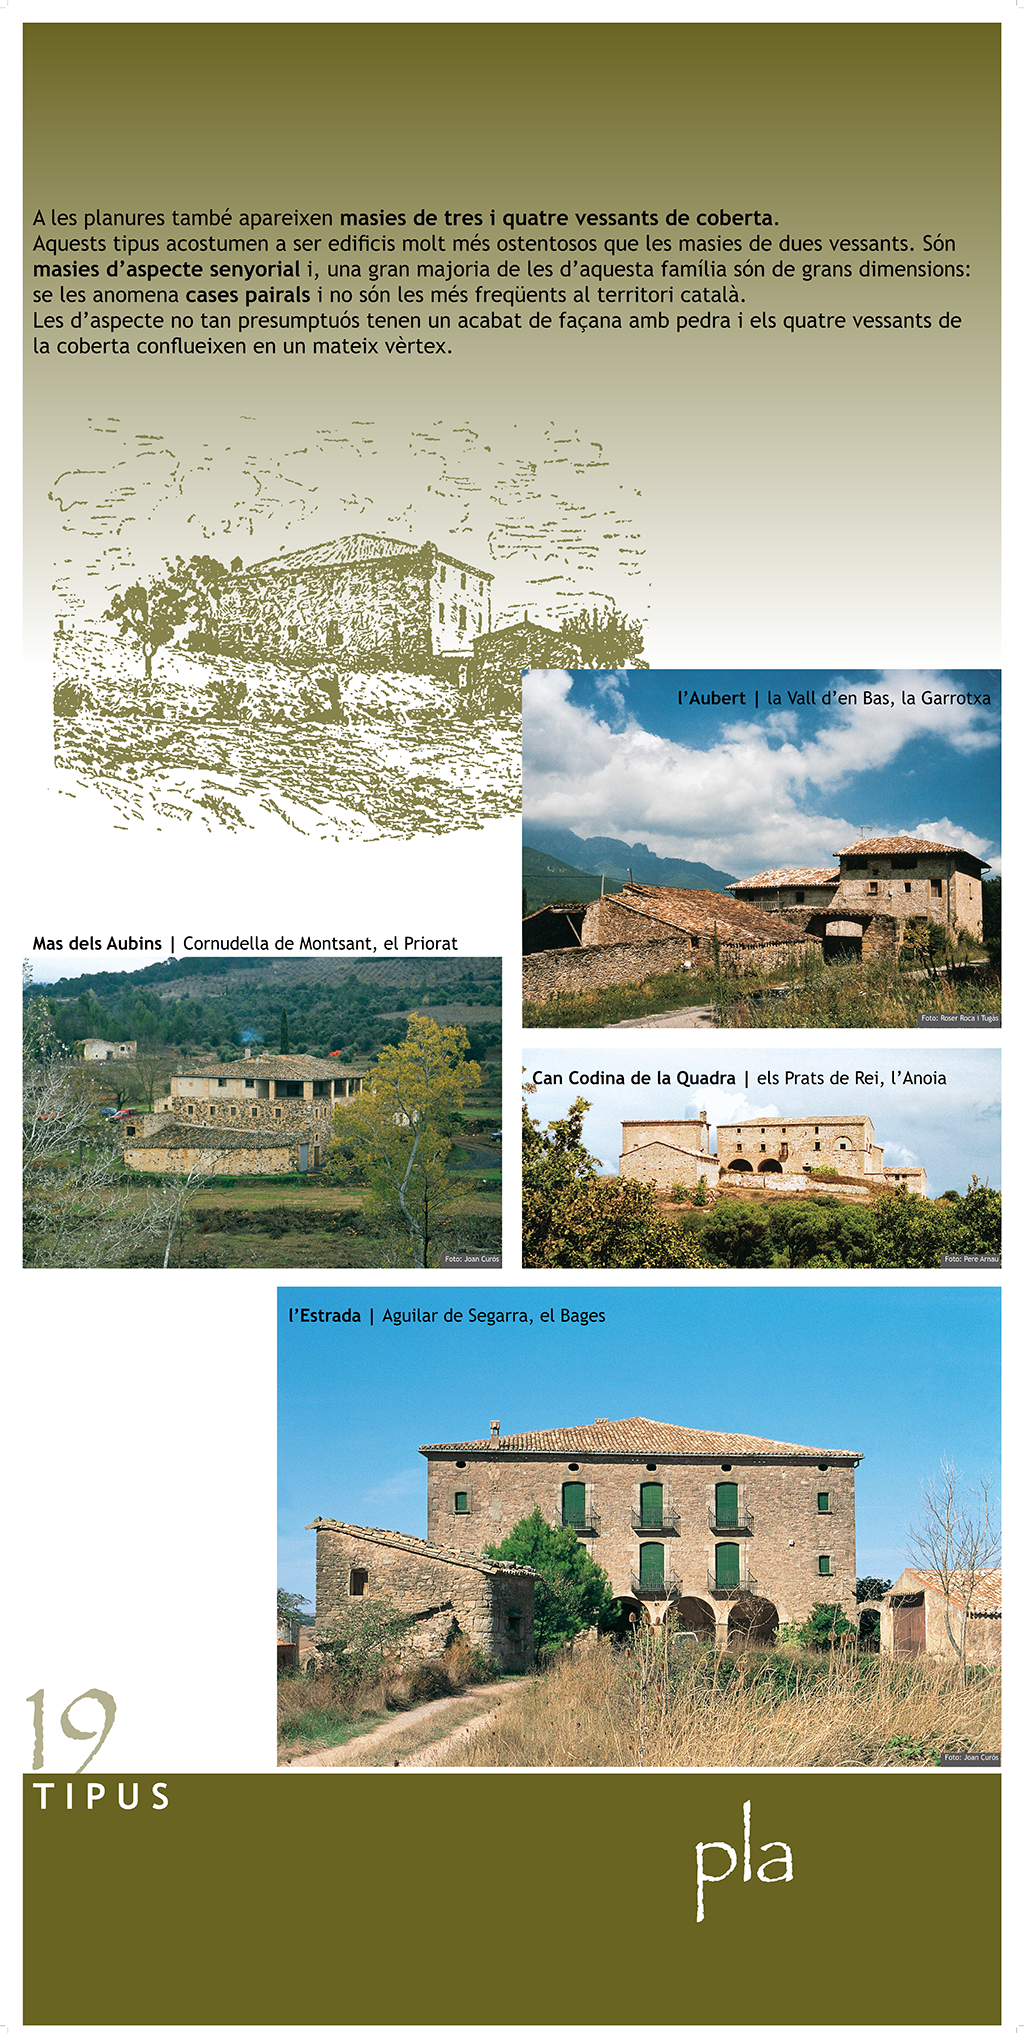 A les planures també apareixen masies de tres i quatre vessants de coberta.
Aquests tipus acostumen a ser edificis molt més ostentosos que les masies de dues vessants. Són
masies d’aspecte senyorial i, una gran majoria de les d’aquesta família són de grans dimensions:
se les anomena cases pairals i no són les més freqüents al territori català.
Les d’aspecte no tan presumptuós tenen un acabat de façana amb pedra i els quatre vessants de
la coberta conflueixen en un mateix vèrtex.
l’Aubert | la Vall d’en Bas, la Garrotxa
Foto: Roser Roca i Tugàs
Mas dels Aubins | Cornudella de Montsant, el Priorat
Foto: Joan Curós
Can Codina de la Quadra | els Prats de Rei, l’Anoia
Foto: Pere Arnau
l’Estrada | Aguilar de Segarra, el Bages
Foto: Joan Curós
19
TIPUS
pla